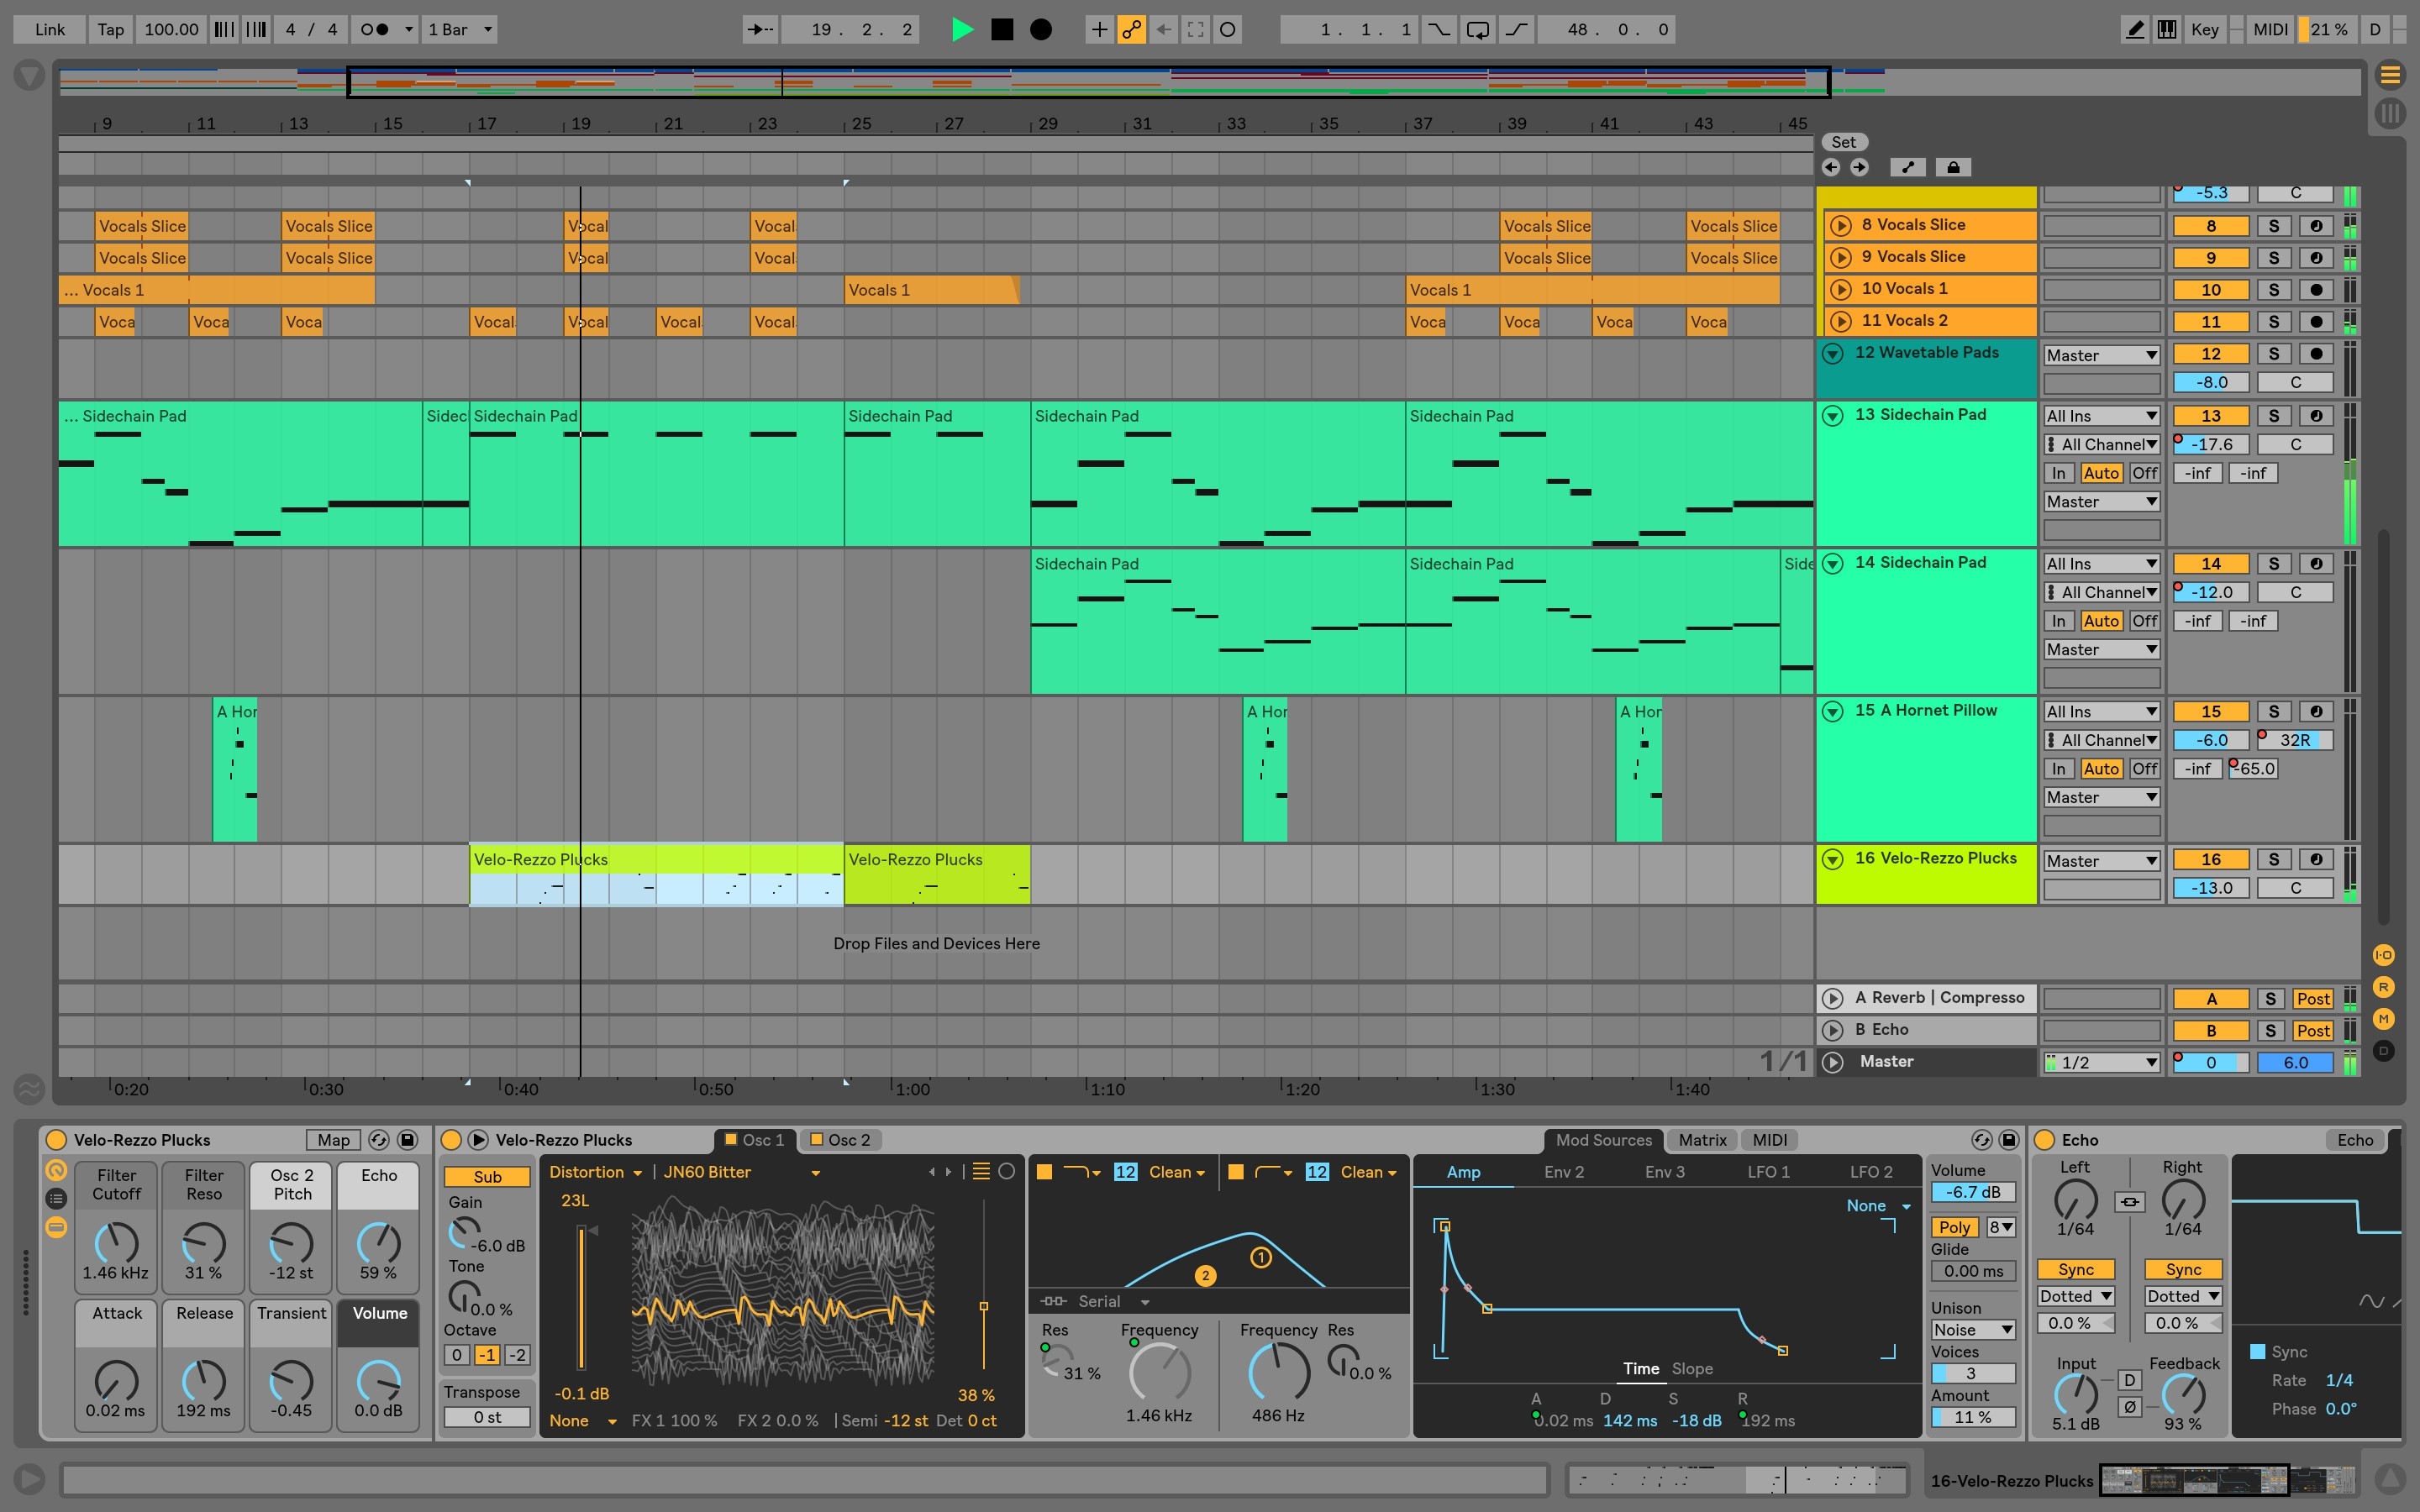 Link Tap 100.00 4 / 4 1 Bar 19. 2. 2 1. 1. 1 48. 0. 0 Key MIDI 21 % D
9 11 13 15 17 19 21 23 25 27 29 31 33 35 37 39 41 43 45
Set
-5.3 C
Vocals Slice Vocals Slice Vocal Vocal Vocals Slice Vocals Slice 8 Vocals Slice 8 S
Vocals Slice Vocals Slice Vocal Vocal Vocals Slice Vocals Slice 9 Vocals Slice 9 S
... Vocals 1 Vocals 1 Vocals 1 10 Vocals 1 10 S
Voca Voca Voca Vocal Vocal Vocal Vocal Voca Voca Voca Voca 11 Vocals 2 11 S
12 Wavetable Pads Master 12 S
-8.0 C
... Sidechain Pad Sidec Sidechain Pad Sidechain Pad Sidechain Pad Sidechain Pad 13 Sidechain Pad All Ins 13 S
All Channel -17.6 C
In Auto Off -inf -inf
Master
Sidechain Pad Sidechain Pad Side 14 Sidechain Pad All Ins 14 S
All Channel -12.0 C
In Auto Off -inf -inf
Master
A Hor A Hor A Hor 15 A Hornet Pillow All Ins 15 S
All Channel -6.0 32R
In Auto Off -inf -65.0
Master
Velo-Rezzo Plucks Velo-Rezzo Plucks 16 Velo-Rezzo Plucks Master 16 S
-13.0 C
Drop Files and Devices Here
I·O
R
M
D
A Reverb | Compresso A S Post
B Echo B S Post
1/1 Master 1/2 0 6.0
0:20 0:30 0:40 0:50 1:00 1:10 1:20 1:30 1:40
Velo-Rezzo Plucks Map
Filter Cutoff Filter Reso Osc 2 Pitch Echo
1.46 kHz 31 % -12 st 59 %
Attack Release Transient Volume
0.02 ms 192 ms -0.45 0.0 dB
Velo-Rezzo Plucks Osc 1 Osc 2
Sub
Gain
-6.0 dB
Tone
0.0 %
Octave
0 -1 -2
Transpose
0 st
Distortion JN60 Bitter
23L
-0.1 dB 38 %
None FX 1 100 % FX 2 0.0 % Semi -12 st Det 0 ct
12 Clean 12 Clean
1
2
Serial
Res Frequency Frequency Res
31 % 1.46 kHz 486 Hz 0.0 %
Mod Sources Matrix MIDI
Amp Env 2 Env 3 LFO 1 LFO 2
None
Time Slope
A D S R
0.02 ms 142 ms -18 dB 192 ms
Volume
-6.7 dB
Poly 8
Glide
0.00 ms
Unison
Noise
Voices
3
Amount
11 %
Echo Echo
Left Right
1/64 1/64
Sync Sync
Dotted Dotted
0.0 % 0.0 %
Input D Feedback
Ø
5.1 dB 93 %
Sync
Rate 1/4
Phase 0.0°
16-Velo-Rezzo Plucks